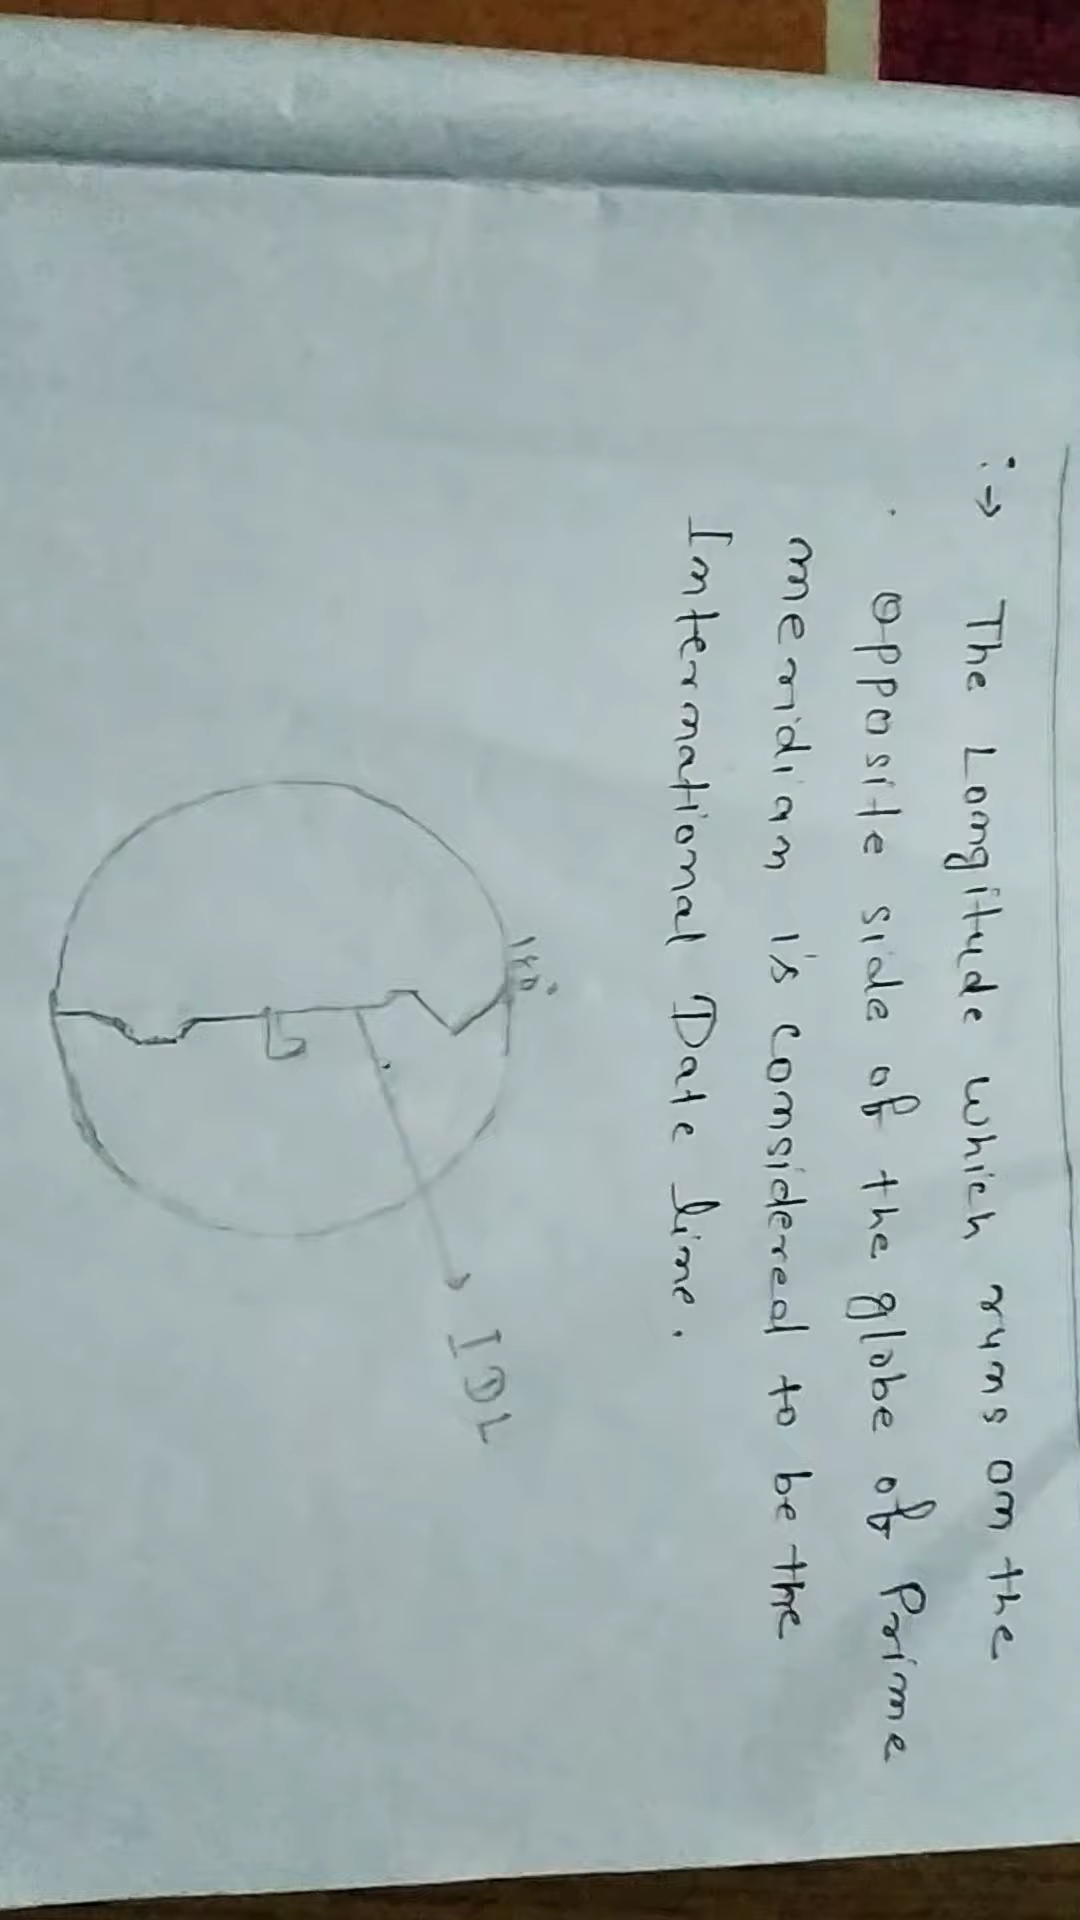 :→ The Longitude which runs on the
opposite side of the globe of Prime
meridian is considered to be the
International Date line.
180°
IDL